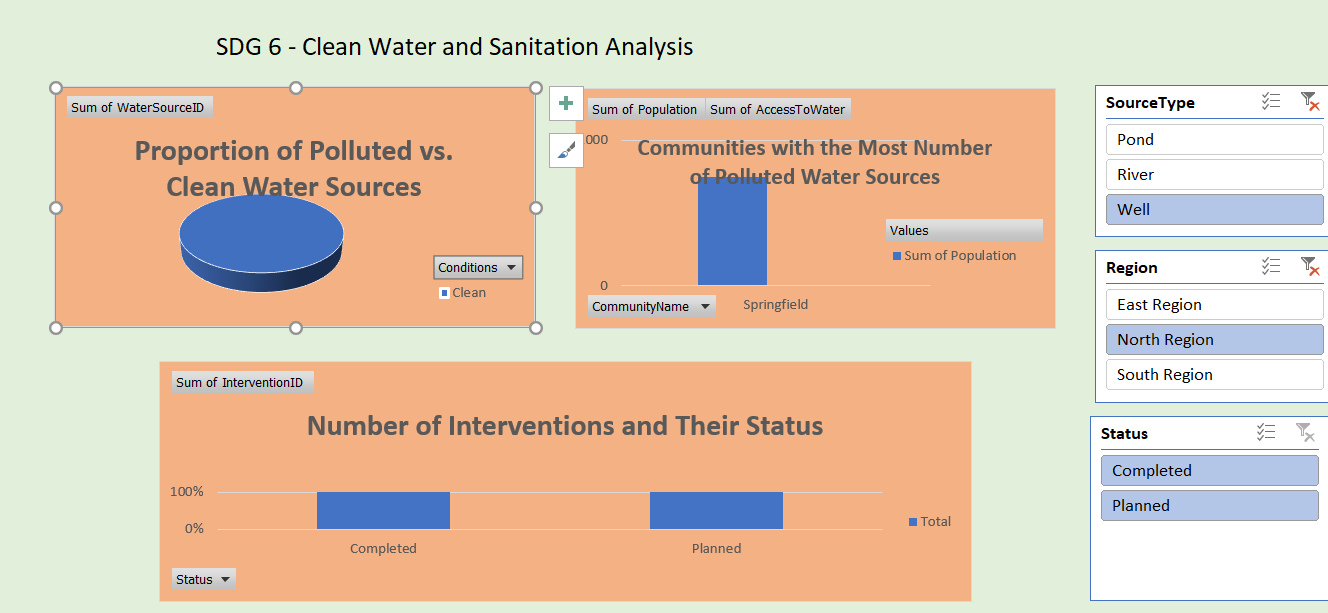 SDG 6 - Clean Water and Sanitation Analysis
Sum of WaterSourceID
Proportion of Polluted vs.
Clean Water Sources
Conditions
Clean
Sum of Population
Sum of AccessToWater
000
Communities with the Most Number
of Polluted Water Sources
Values
Sum of Population
0
CommunityName
Springfield
SourceType
Pond
River
Well
Region
East Region
North Region
South Region
Sum of InterventionID
Number of Interventions and Their Status
100%
0%
Completed
Planned
Total
Status
Status
Completed
Planned